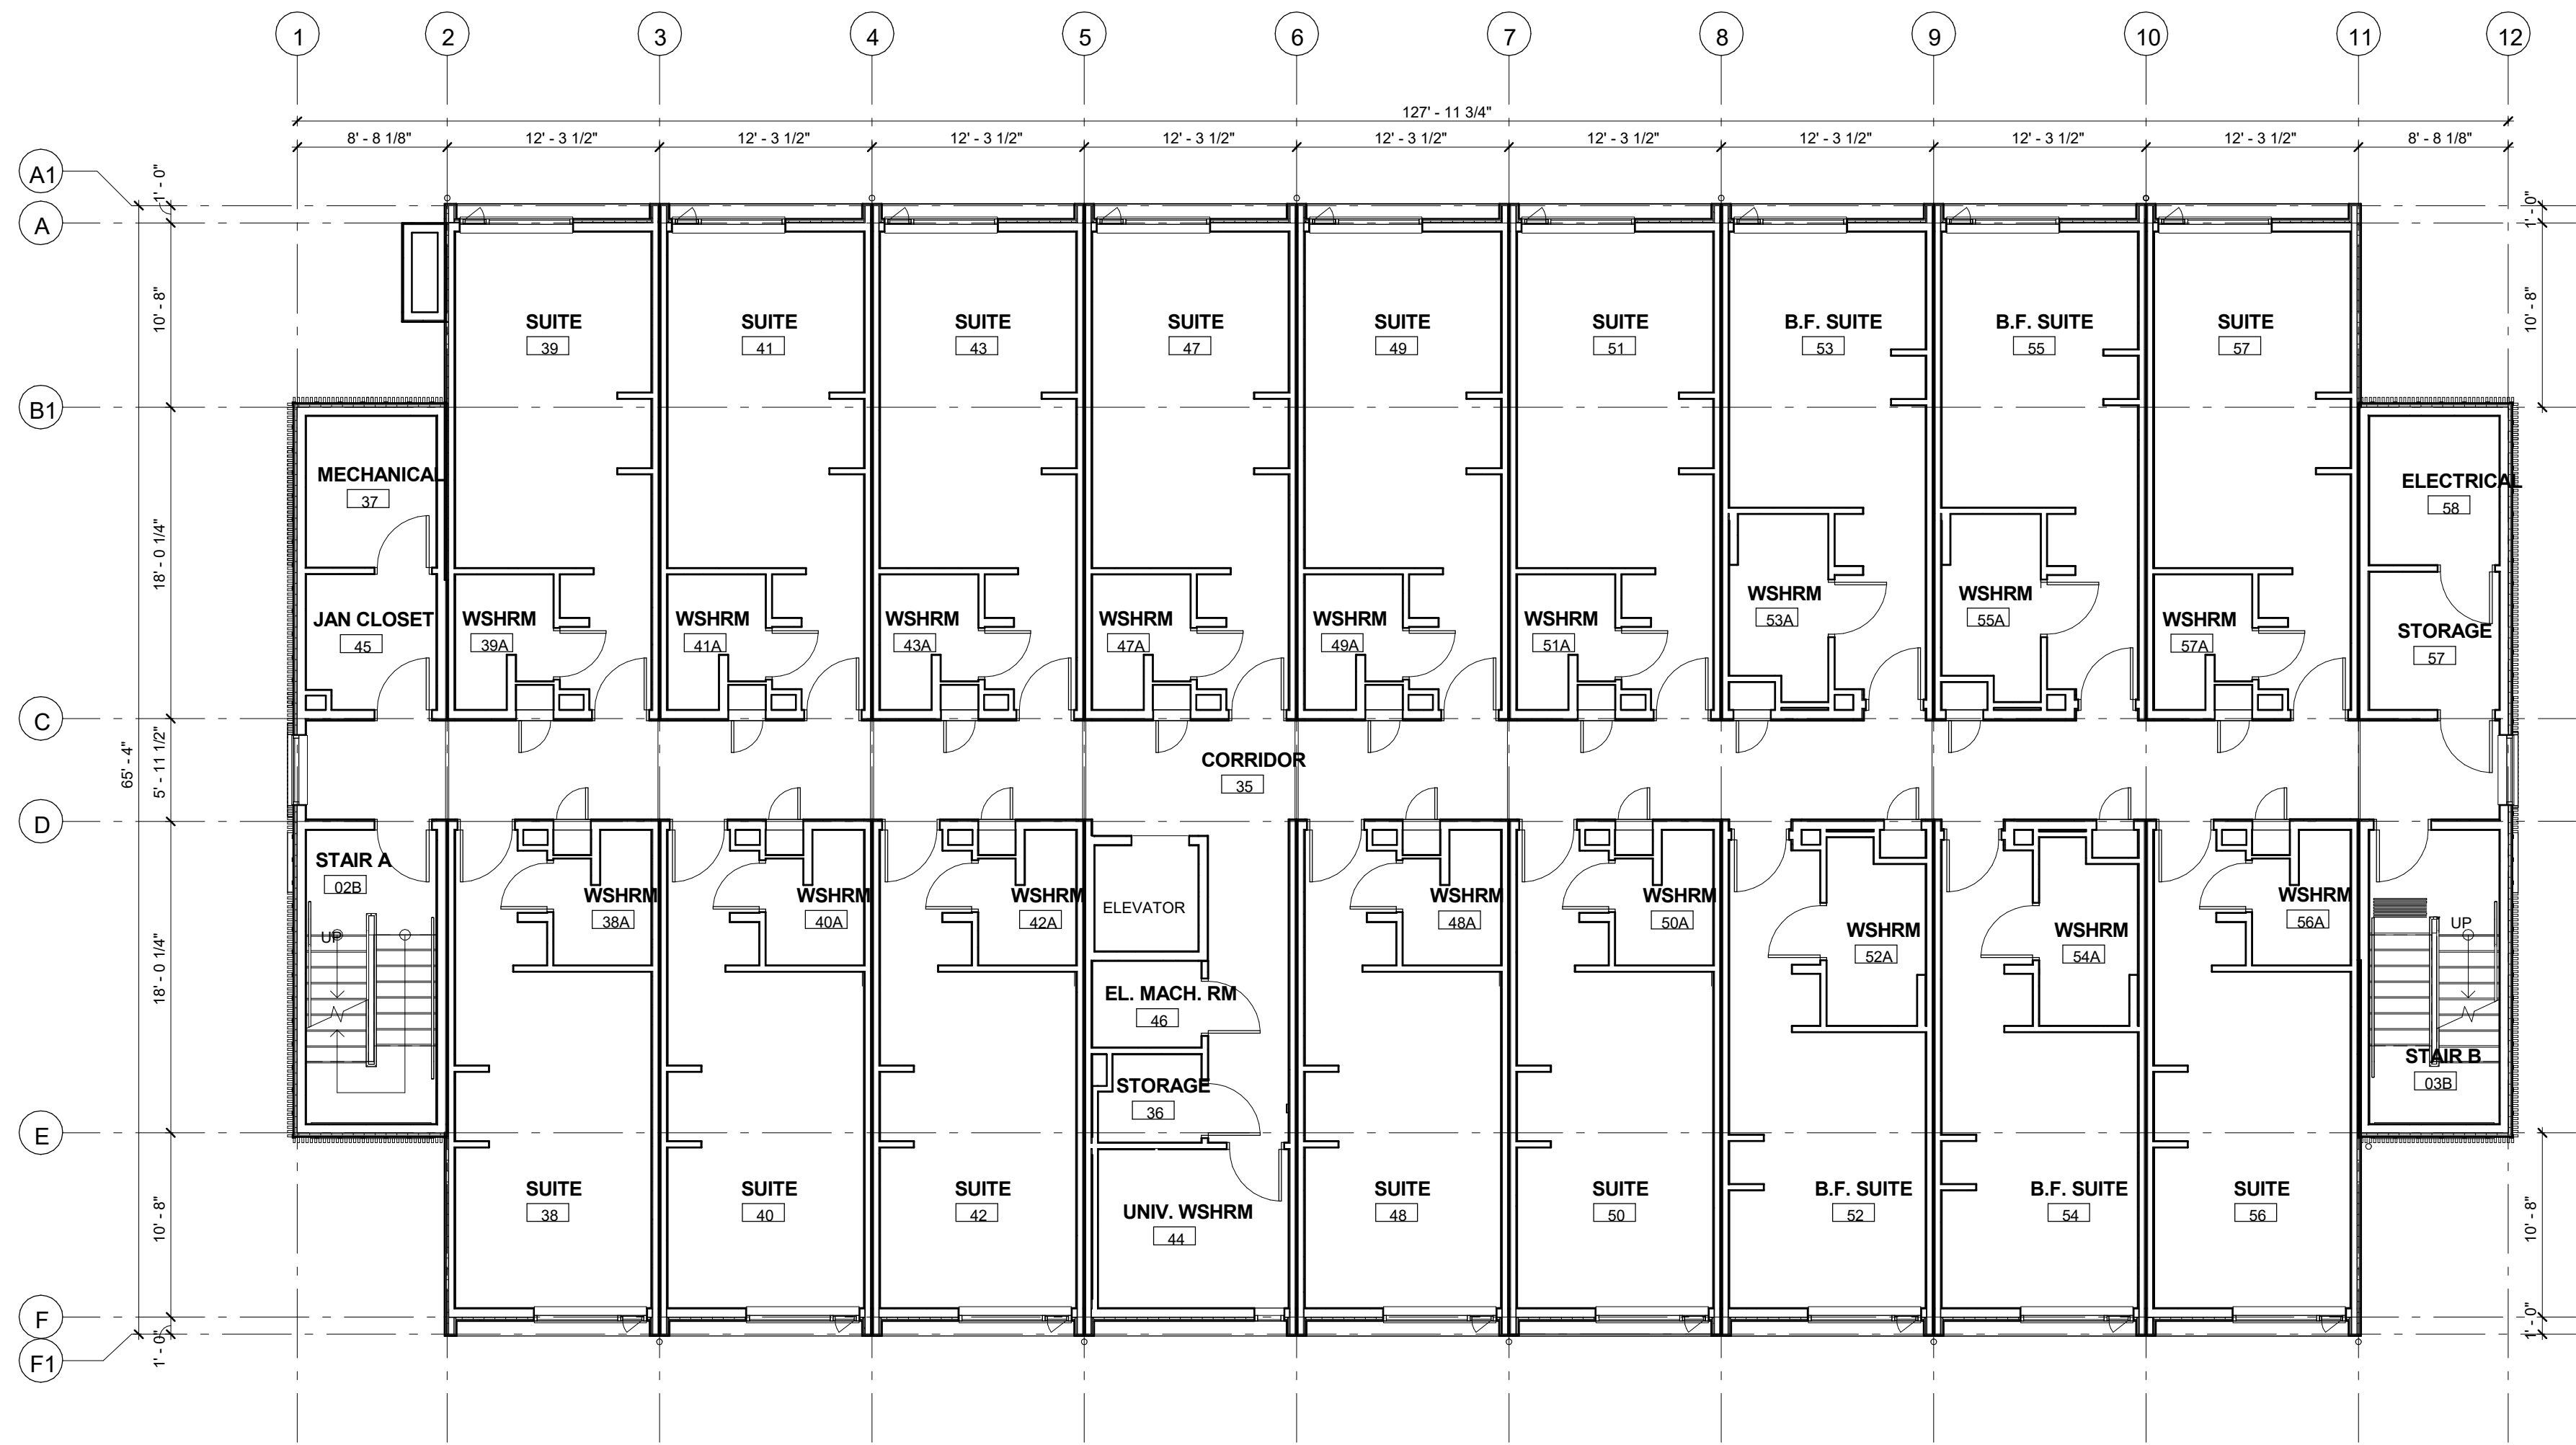 1 2 3 4 5 6 7 8 9 10 11 12
127' - 11 3/4"
8' - 8 1/8" 12' - 3 1/2" 12' - 3 1/2" 12' - 3 1/2" 12' - 3 1/2" 12' - 3 1/2" 12' - 3 1/2" 12' - 3 1/2" 12' - 3 1/2" 12' - 3 1/2" 8' - 8 1/8"
A1
1' - 0"
1' - 0"
A
10' - 8"
10' - 8"
SUITE SUITE SUITE SUITE SUITE SUITE B.F. SUITE B.F. SUITE SUITE
39 41 43 47 49 51 53 55 57
B1
MECHANICAL
37
ELECTRICAL
58
18' - 0 1/4"
WSHRM WSHRM
53A 55A
JAN CLOSET WSHRM WSHRM WSHRM WSHRM WSHRM WSHRM WSHRM
45 39A 41A 43A 47A 49A 51A 57A
STORAGE
57
C
65' - 4"
5' - 11 1/2"
CORRIDOR
35
D
STAIR A
02B
WSHRM WSHRM WSHRM WSHRM WSHRM WSHRM
38A 40A 42A 48A 50A 56A
ELEVATOR
WSHRM WSHRM
52A 54A
UP
UP
18' - 0 1/4"
EL. MACH. RM
46
STAIR B
03B
STORAGE
36
E
SUITE SUITE SUITE SUITE SUITE B.F. SUITE B.F. SUITE SUITE
38 40 42 48 50 52 54 56
UNIV. WSHRM
44
10' - 8"
10' - 8"
F
1' - 0"
1' - 0"
F1